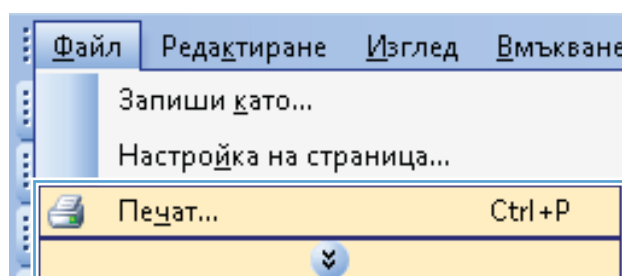 Файл Редактиране Изглед Вмъкване
Запиши като...
Настройка на страница...
Печат... Ctrl+P